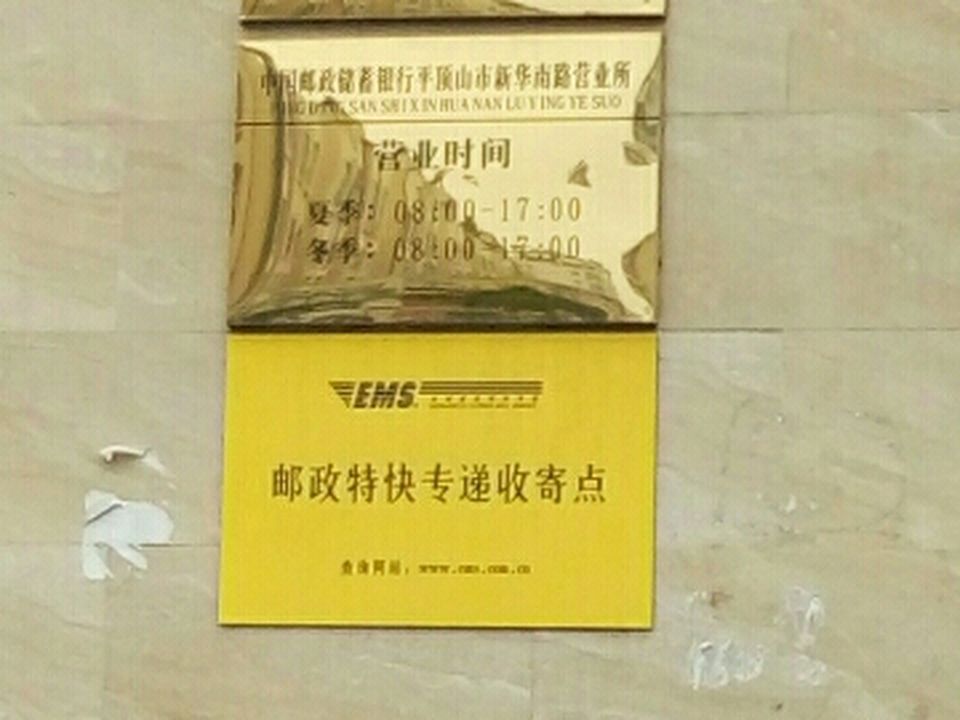 中国邮政储蓄银行平顶山市新华南路营业所
DING SHAN SHI XIN HUA NAN LU YING YE SUO
营业时间
夏季：08:00-17:00
冬季：08:00-17:00
EMS
邮政特快专递收寄点
查询网站：www.ems.com.cn